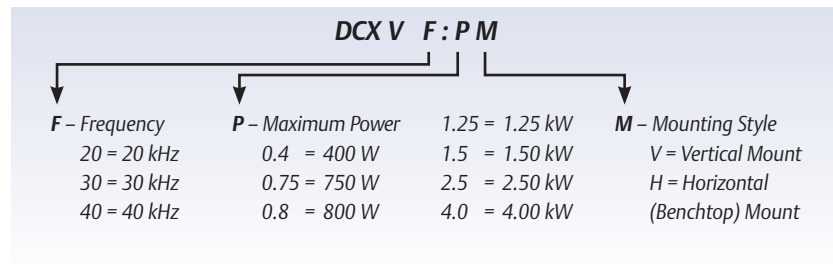 DCX V F : P M
F – Frequency
20 = 20 kHz
30 = 30 kHz
40 = 40 kHz
P – Maximum Power
0.4 = 400 W
0.75 = 750 W
0.8 = 800 W
1.25 = 1.25 kW
1.5 = 1.50 kW
2.5 = 2.50 kW
4.0 = 4.00 kW
M – Mounting Style
V = Vertical Mount
H = Horizontal
(Benchtop) Mount